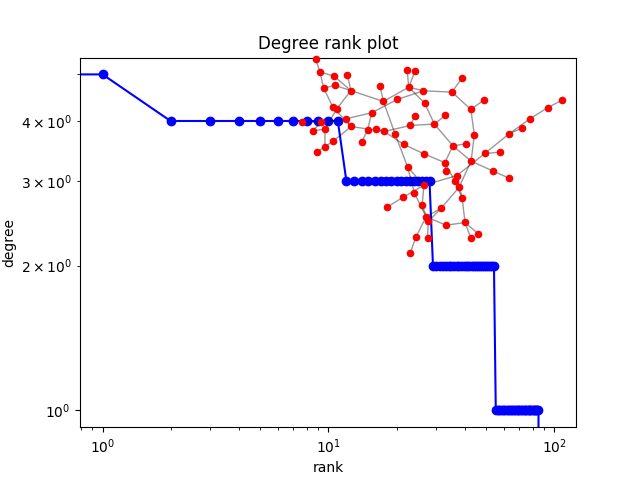 Degree rank plot
degree
4 × 10⁰
3 × 10⁰
2 × 10⁰
10⁰
10⁰
10¹
10²
rank